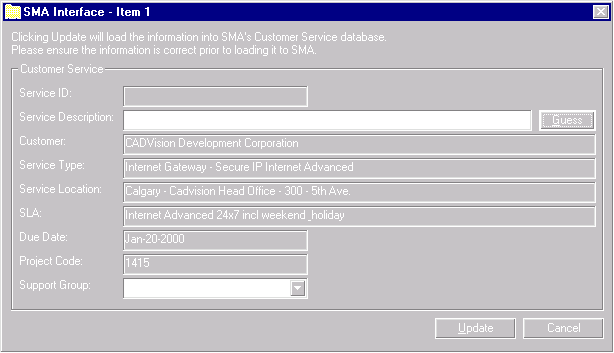 SMA Interface - Item 1
Clicking Update will load the information into SMA's Customer Service database.
Please ensure the information is correct prior to loading it to SMA.
Customer Service
Service ID:
Service Description: Guess
Customer: CADVision Development Corporation
Service Type: Internet Gateway - Secure IP Internet Advanced
Service Location: Calgary - Cadvision Head Office - 300 - 5th Ave.
SLA: Internet Advanced 24x7 incl weekend_holiday
Due Date: Jan-20-2000
Project Code: 1415
Support Group:
Update Cancel